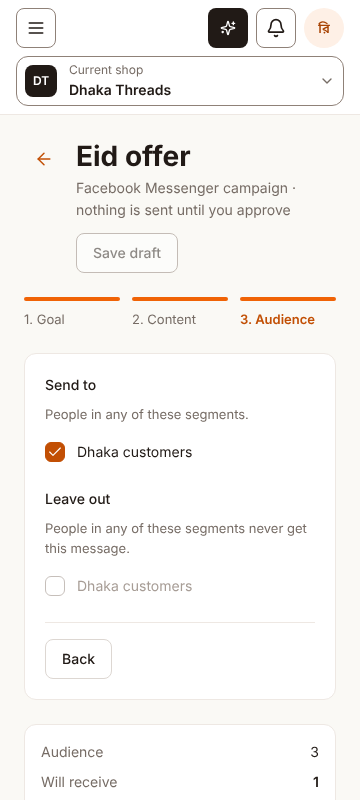 রি
DT
Current shop
Dhaka Threads
Eid offer
Facebook Messenger campaign ·
nothing is sent until you approve
Save draft
1. Goal
2. Content
3. Audience
Send to
People in any of these segments.
Dhaka customers
Leave out
People in any of these segments never get
this message.
Dhaka customers
Back
Audience 3
Will receive 1